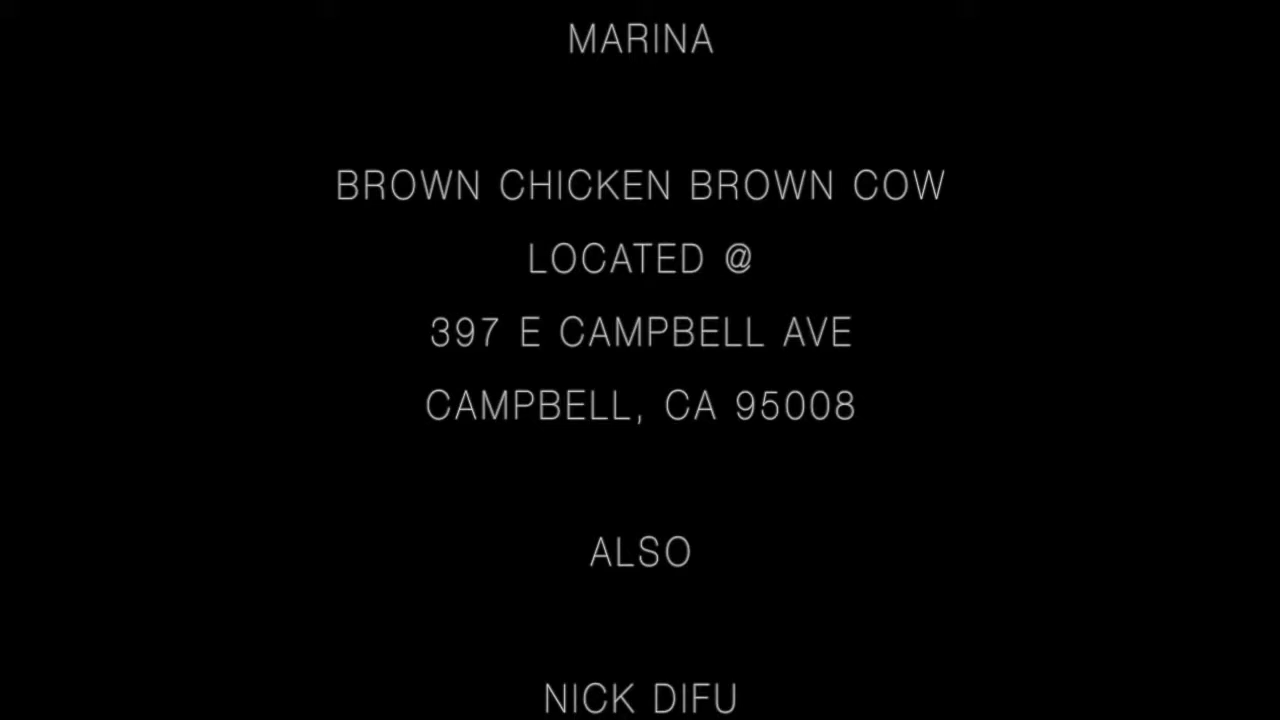 MARINA
BROWN CHICKEN BROWN COW
LOCATED @
397 E CAMPBELL AVE
CAMPBELL, CA 95008
ALSO
NICK DIFU